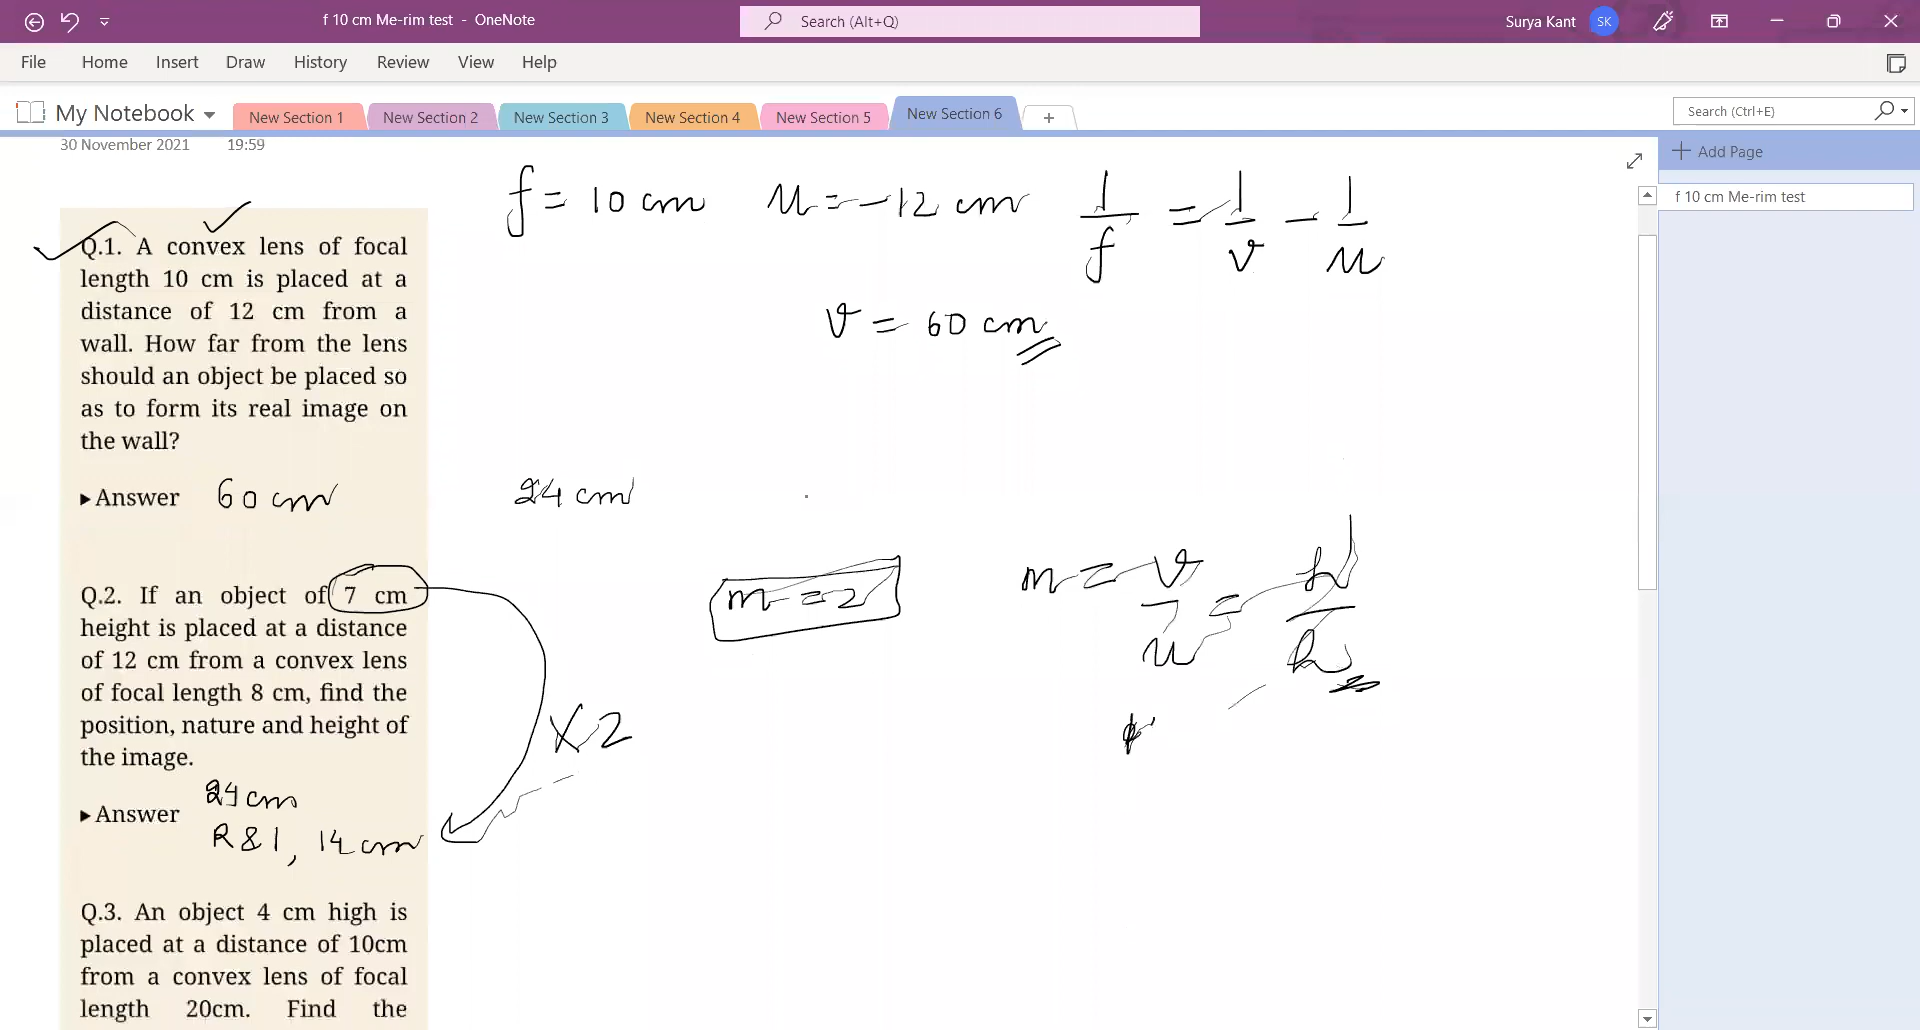 f 10 cm Me-rim test - OneNote
Search (Alt+Q)
Surya Kant SK
File Home Insert Draw History Review View Help
My Notebook New Section 1 New Section 2 New Section 3 New Section 4 New Section 5 New Section 6 +
Search (Ctrl+E)
30 November 2021 19:59
Add Page
f 10 cm Me-rim test
f = 10 cm u = -12 cm 1/f = 1/v - 1/u
v = 60 cm
Q.1. A convex lens of focal
length 10 cm is placed at a
distance of 12 cm from a
wall. How far from the lens
should an object be placed so
as to form its real image on
the wall?
▸Answer 60 cm
24 cm
m = 2
m = v/u = h'/h
Q.2. If an object of 7 cm
height is placed at a distance
of 12 cm from a convex lens
of focal length 8 cm, find the
position, nature and height of
the image.
×2
24 cm
▸Answer
R & I, 14 cm
Q.3. An object 4 cm high is
placed at a distance of 10cm
from a convex lens of focal
length 20cm. Find the